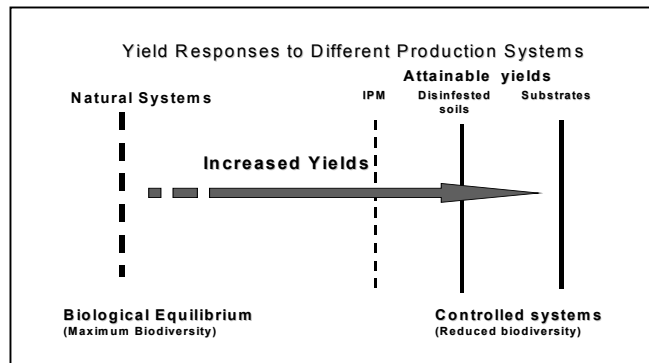 Yield Responses to Different Production Systems
Attainable yields
Natural Systems
IPM
Disinfested
soils
Substrates
Increased Yields
Biological Equilibrium
(Maximum Biodiversity)
Controlled systems
(Reduced biodiversity)